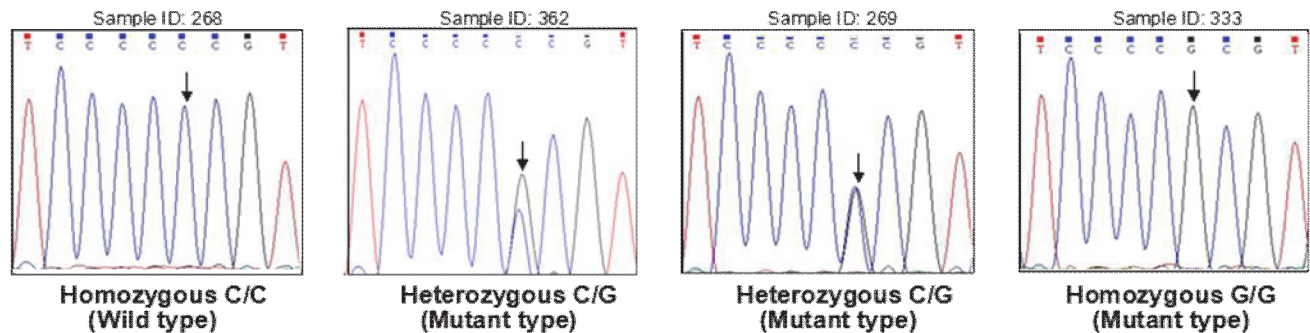 Sample ID: 268
T C C C C C C G T
Homozygous C/C
(Wild type)
Sample ID: 362
T C C C C C C G T
Heterozygous C/G
(Mutant type)
Sample ID: 269
T C C C C C C G T
Heterozygous C/G
(Mutant type)
Sample ID: 333
T C C C C G C G T
Homozygous G/G
(Mutant type)